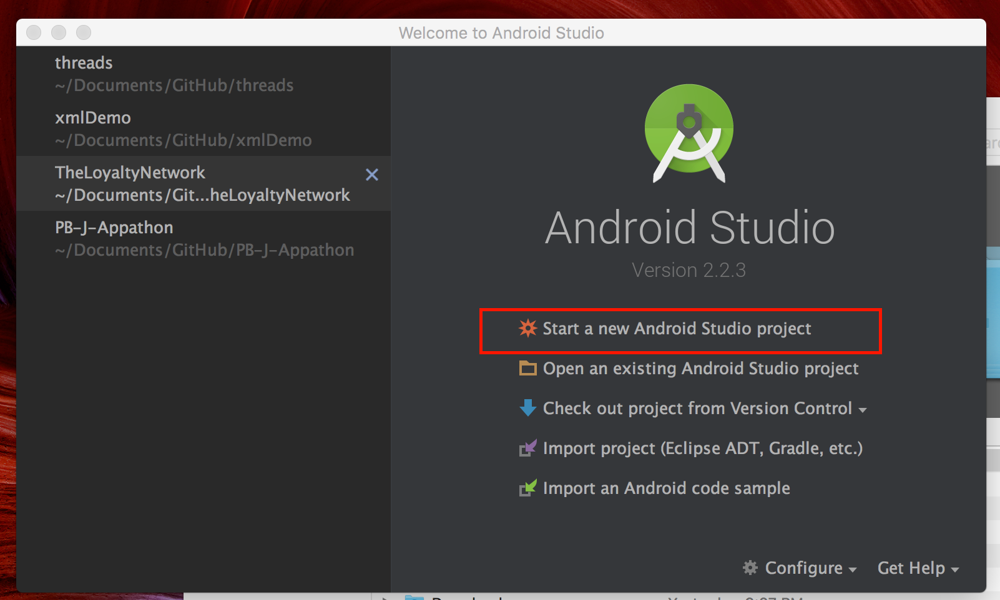 Welcome to Android Studio
threads
~/Documents/GitHub/threads
xmlDemo
~/Documents/GitHub/xmlDemo
TheLoyaltyNetwork
~/Documents/Git...heLoyaltyNetwork
PB-J-Appathon
~/Documents/GitHub/PB-J-Appathon
Android Studio
Version 2.2.3
Start a new Android Studio project
Open an existing Android Studio project
Check out project from Version Control
Import project (Eclipse ADT, Gradle, etc.)
Import an Android code sample
Configure
Get Help